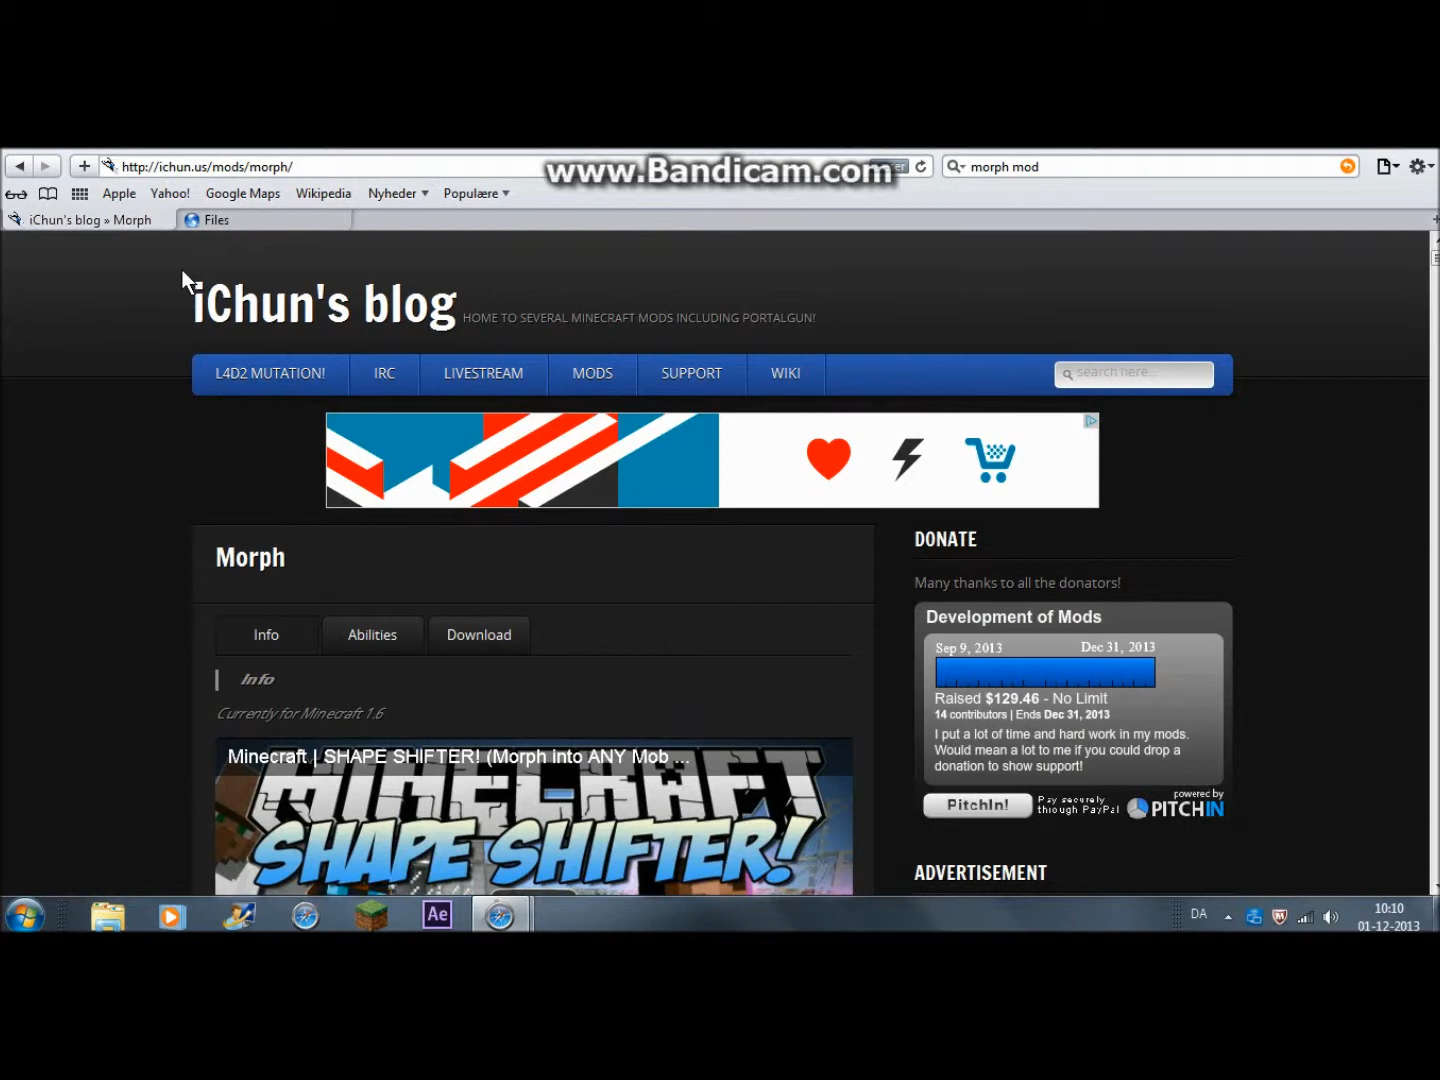 www.Bandicam.com
http://ichun.us/mods/morph/
morph mod
Apple Yahoo! Google Maps Wikipedia Nyheder Populære
iChun's blog » Morph Files
iChun's blog HOME TO SEVERAL MINECRAFT MODS INCLUDING PORTALGUN!
L4D2 MUTATION! IRC LIVESTREAM MODS SUPPORT WIKI search here...
Morph
Info Abilities Download
Info
Currently for Minecraft 1.6
Minecraft | SHAPE SHIFTER! (Morph into ANY Mob ...
MINECRAFT
SHAPE SHIFTER!
DONATE
Many thanks to all the donators!
Development of Mods
Sep 9, 2013 Dec 31, 2013
Raised $129.46 - No Limit
14 contributors | Ends Dec 31, 2013
I put a lot of time and hard work in my mods.
Would mean a lot to me if you could drop a
donation to show support!
PitchIn! Pay securely through PayPal powered by PITCHIN
ADVERTISEMENT
Ae
DA
10:10
01-12-2013